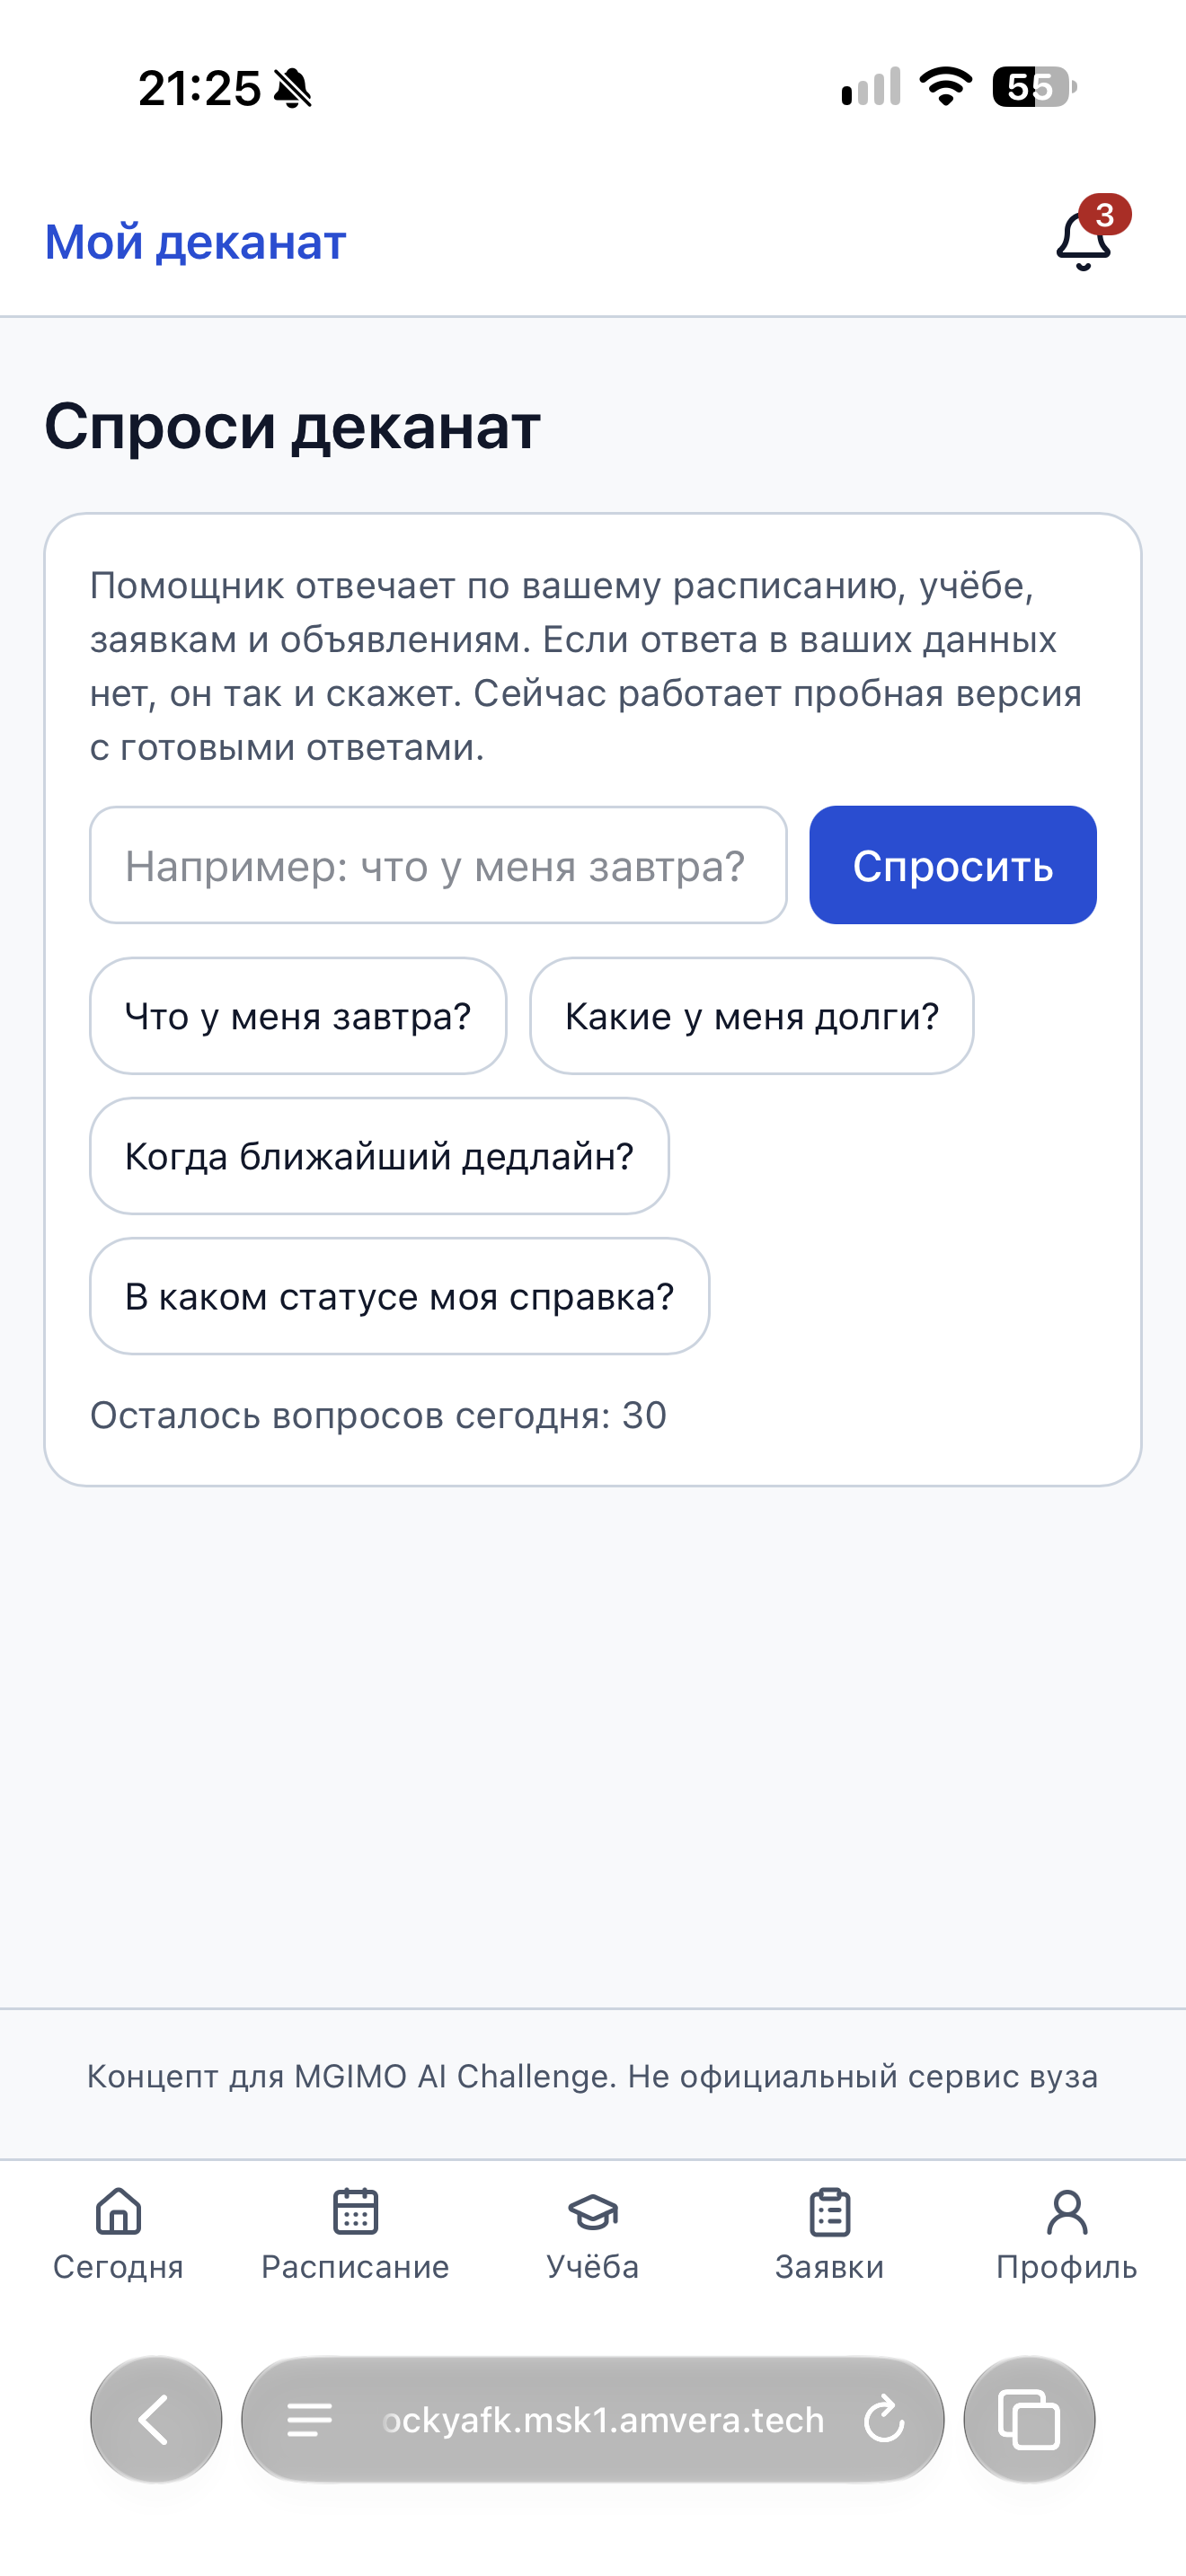 21:25
55
Мой деканат
3
Спроси деканат
Помощник отвечает по вашему расписанию, учёбе,
заявкам и объявлениям. Если ответа в ваших данных
нет, он так и скажет. Сейчас работает пробная версия
с готовыми ответами.
Например: что у меня завтра?
Спросить
Что у меня завтра?
Какие у меня долги?
Когда ближайший дедлайн?
В каком статусе моя справка?
Осталось вопросов сегодня: 30
Концепт для MGIMO AI Challenge. Не официальный сервис вуза
Сегодня
Расписание
Учёба
Заявки
Профиль
ockyafk.msk1.amvera.tech